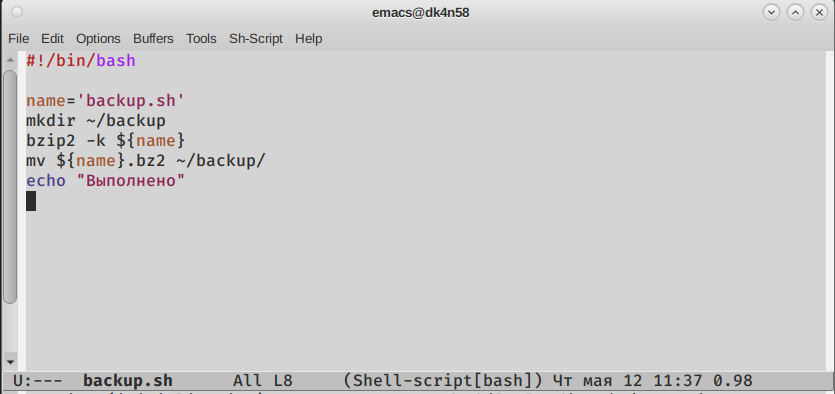 emacs@dk4n58
File Edit Options Buffers Tools Sh-Script Help
#!/bin/bash
name='backup.sh'
mkdir ~/backup
bzip2 -k ${name}
mv ${name}.bz2 ~/backup/
echo "Выполнено"
U:--- backup.sh All L8 (Shell-script[bash]) Чт мая 12 11:37 0.98